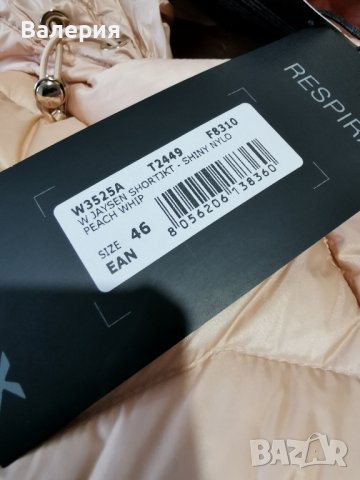 Валерия
RESPIR
W3525A T2449 F8310
W JAYSEN SHORTJKT - SHINY NYLO
PEACH WHIP
SIZE 46
EAN
8 056206 138360
X
BAZAR
bg